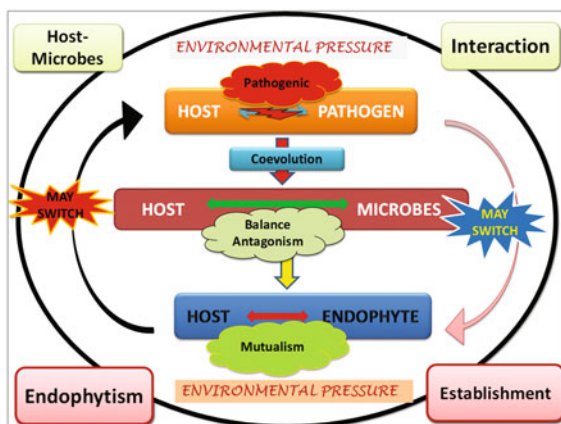 Host-
Microbes
ENVIRONMENTAL PRESSURE
Interaction
Pathogenic
HOST PATHOGEN
Coevolution
MAY
SWITCH
HOST MICROBES
MAY
SWITCH
Balance
Antagonism
HOST ENDOPHYTE
Mutualism
Endophytism
ENVIRONMENTAL PRESSURE
Establishment